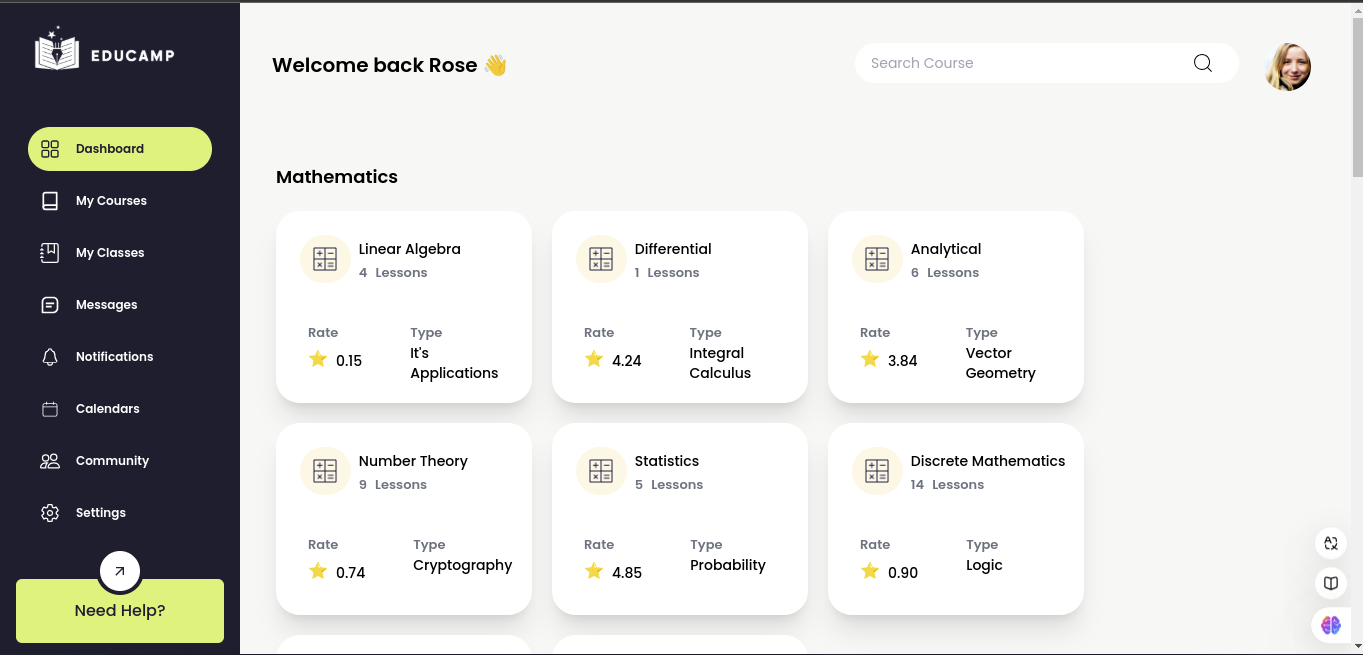 EDUCAMP
Dashboard
My Courses
My Classes
Messages
Notifications
Calendars
Community
Settings
Need Help?
Welcome back Rose 👋
Search Course
Mathematics
Linear Algebra
4 Lessons
Rate
Type
0.15
It's
Applications
Differential
1 Lessons
Rate
Type
4.24
Integral
Calculus
Analytical
6 Lessons
Rate
Type
3.84
Vector
Geometry
Number Theory
9 Lessons
Rate
Type
0.74
Cryptography
Statistics
5 Lessons
Rate
Type
4.85
Probability
Discrete Mathematics
14 Lessons
Rate
Type
0.90
Logic